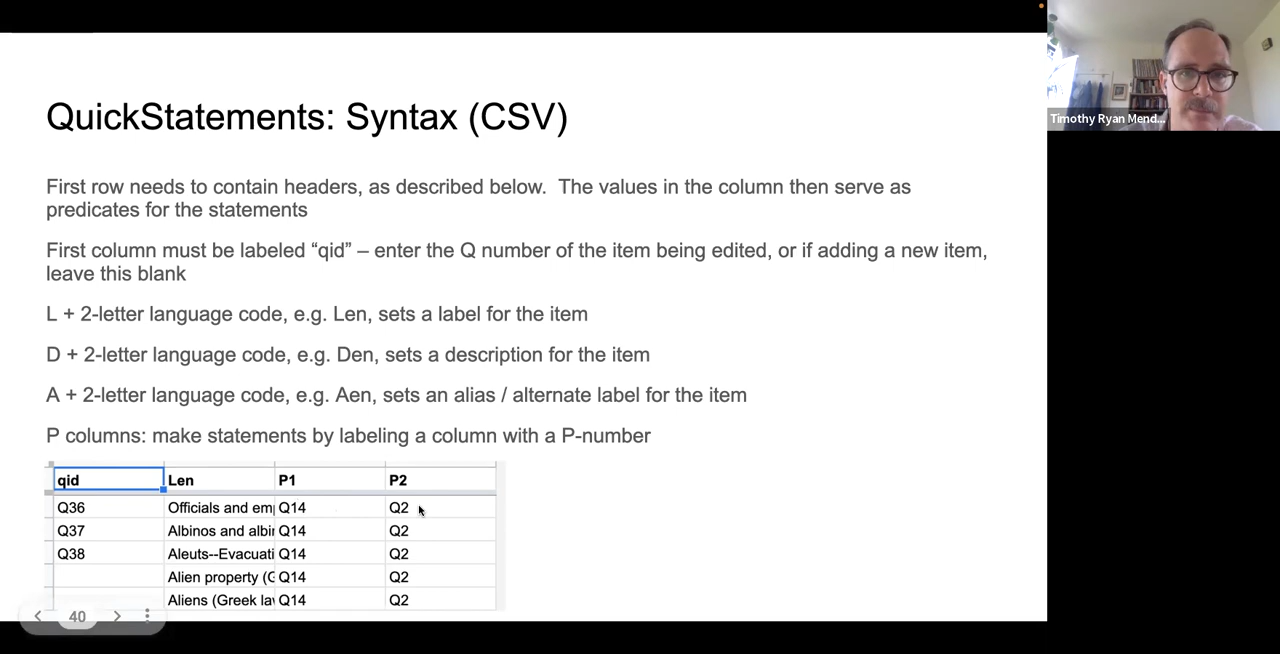 QuickStatements: Syntax (CSV)
First row needs to contain headers, as described below. The values in the column then serve as
predicates for the statements
First column must be labeled “qid” – enter the Q number of the item being edited, or if adding a new item,
leave this blank
L + 2-letter language code, e.g. Len, sets a label for the item
D + 2-letter language code, e.g. Den, sets a description for the item
A + 2-letter language code, e.g. Aen, sets an alias / alternate label for the item
P columns: make statements by labeling a column with a P-number
qid Len P1 P2
Q36 Officials and em Q14 Q2
Q37 Albinos and albi Q14 Q2
Q38 Aleuts--Evacuati Q14 Q2
Alien property (G Q14 Q2
Aliens (Greek la Q14 Q2
40
Timothy Ryan Mend...